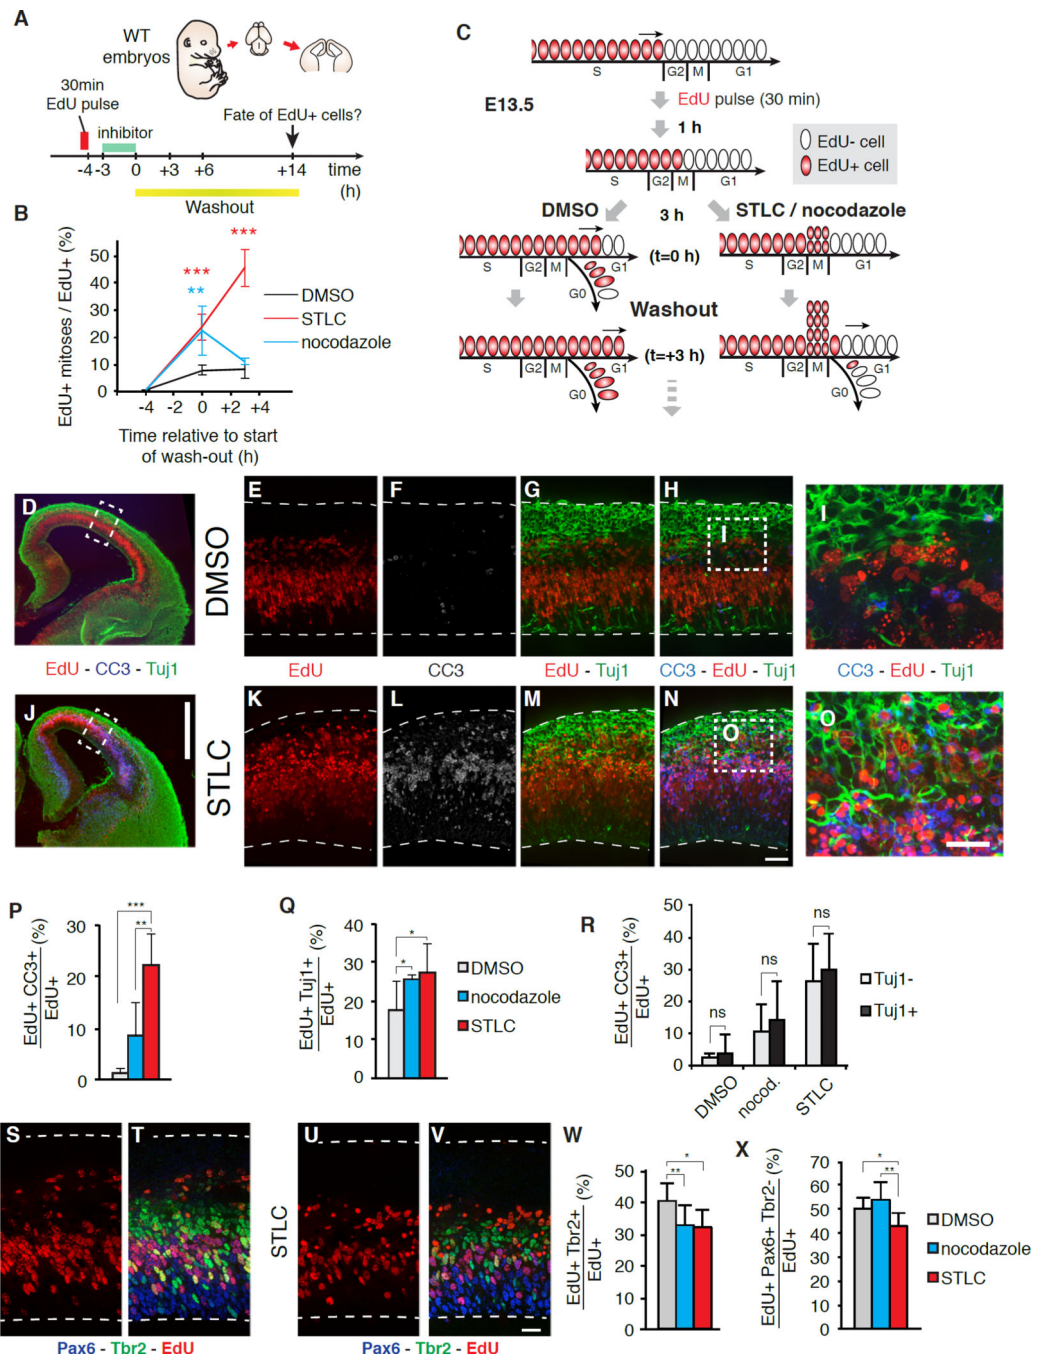 A
WT
embryos
30min
EdU pulse
inhibitor
Fate of EdU+ cells?
-4 -3 0 +3 +6 +14 time
(h)
Washout
B
EdU+ mitoses / EdU+ (%)
50
40
30
20
10
0
***
***
**
DMSO
STLC
nocodazole
-4 -2 0 +2 +4
Time relative to start
of wash-out (h)
C
S G2 M G1
E13.5
EdU pulse (30 min)
1 h
EdU- cell
EdU+ cell
S G2 M G1
DMSO
3 h
STLC / nocodazole
(t=0 h)
S G2 M G1
G0
S G2 M G1
Washout
(t=+3 h)
S G2 M G1
G0
S G2 M G1
G0
D
DMSO
E
F
G
H
I
I
EdU - CC3 - Tuj1
EdU
CC3
EdU - Tuj1
CC3 - EdU - Tuj1
CC3 - EdU - Tuj1
J
STLC
K
L
M
N
O
O
P
EdU+ CC3+ (%)
EdU+
30
20
10
0
***
**
Q
EdU+ Tuj1+ (%)
EdU+
40
30
20
10
0
*
*
DMSO
nocodazole
STLC
R
EdU+ CC3+ (%)
EdU+
50
40
30
20
10
0
ns
ns
ns
DMSO
nocod.
STLC
Tuj1-
Tuj1+
S
T
STLC
U
V
Pax6 - Tbr2 - EdU
Pax6 - Tbr2 - EdU
W
EdU+ Tbr2+ (%)
EdU+
50
40
30
20
10
0
*
**
X
EdU+ Pax6+ Tbr2- (%)
EdU+
70
60
50
40
30
20
10
0
*
**
DMSO
nocodazole
STLC